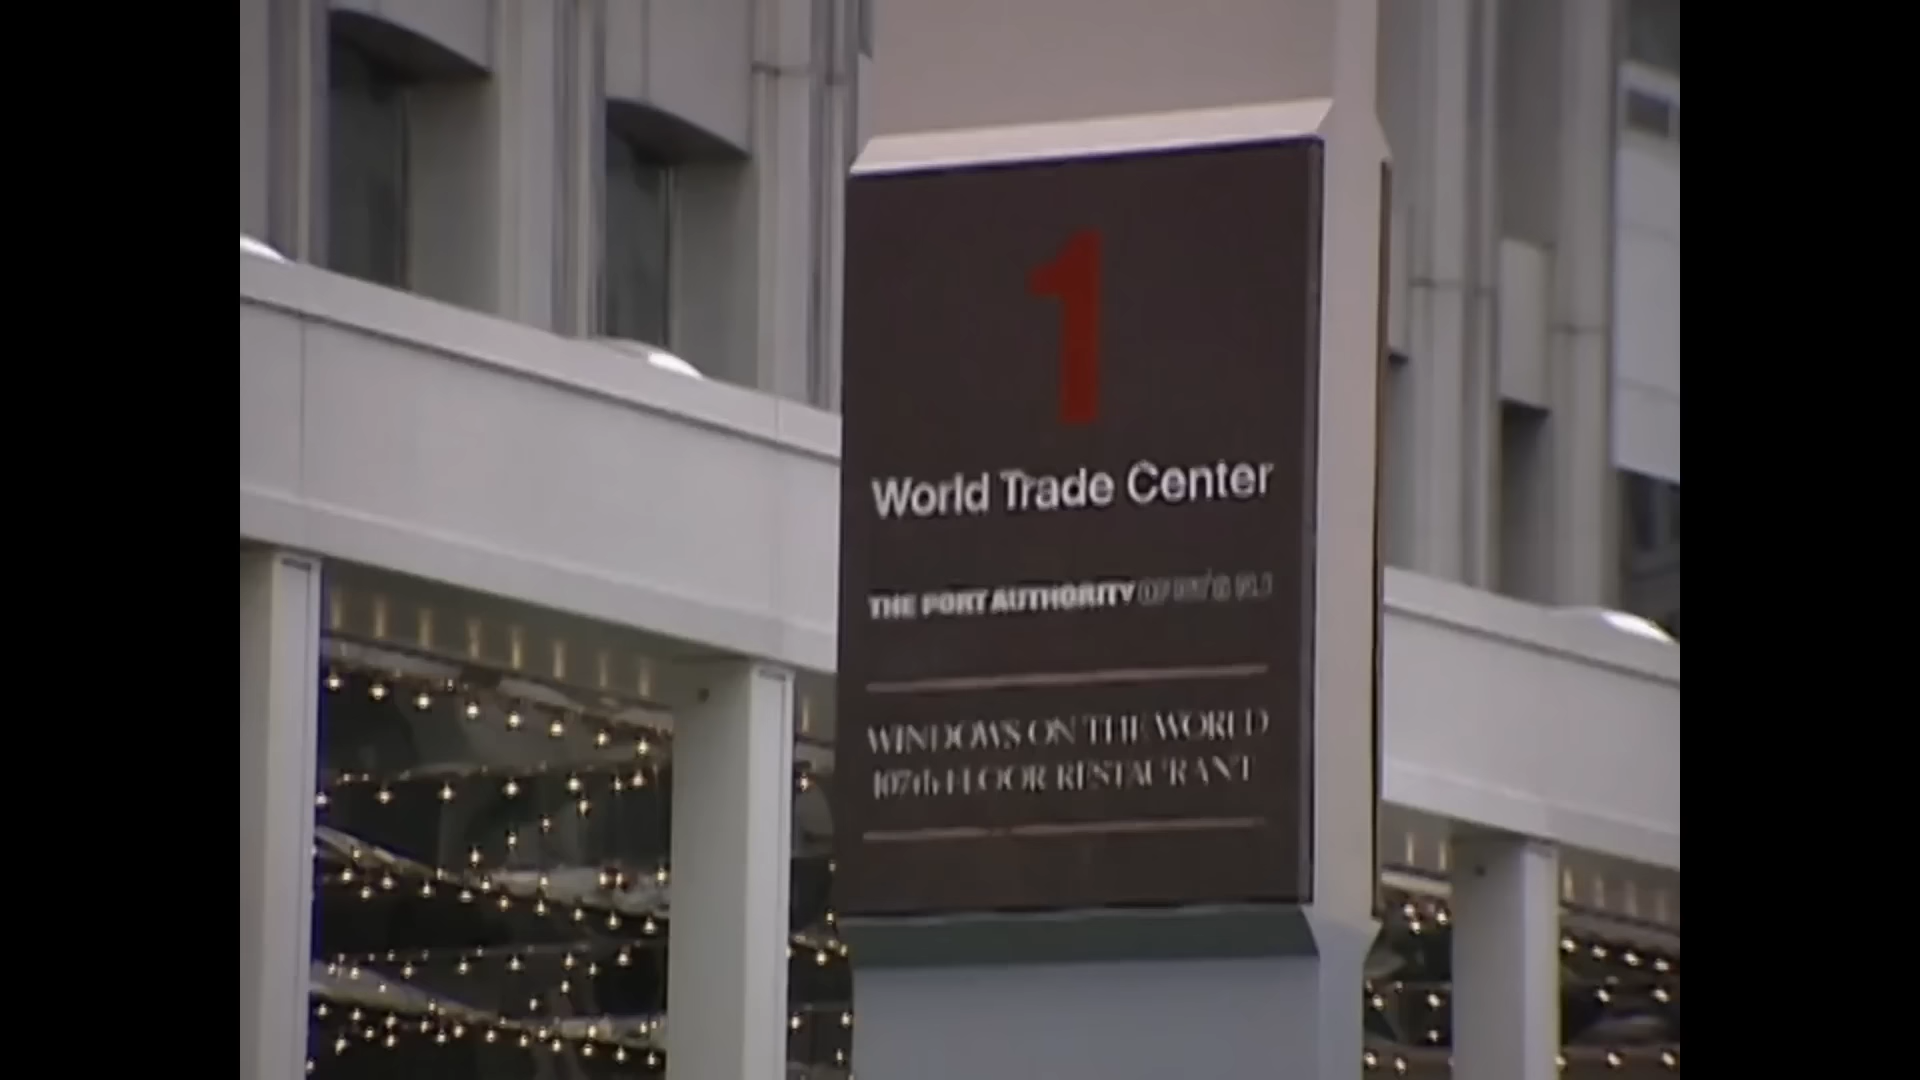 1
World Trade Center
THE PORT AUTHORITY
WINDOWS ON THE WORLD
107th FLOOR RESTAURANT